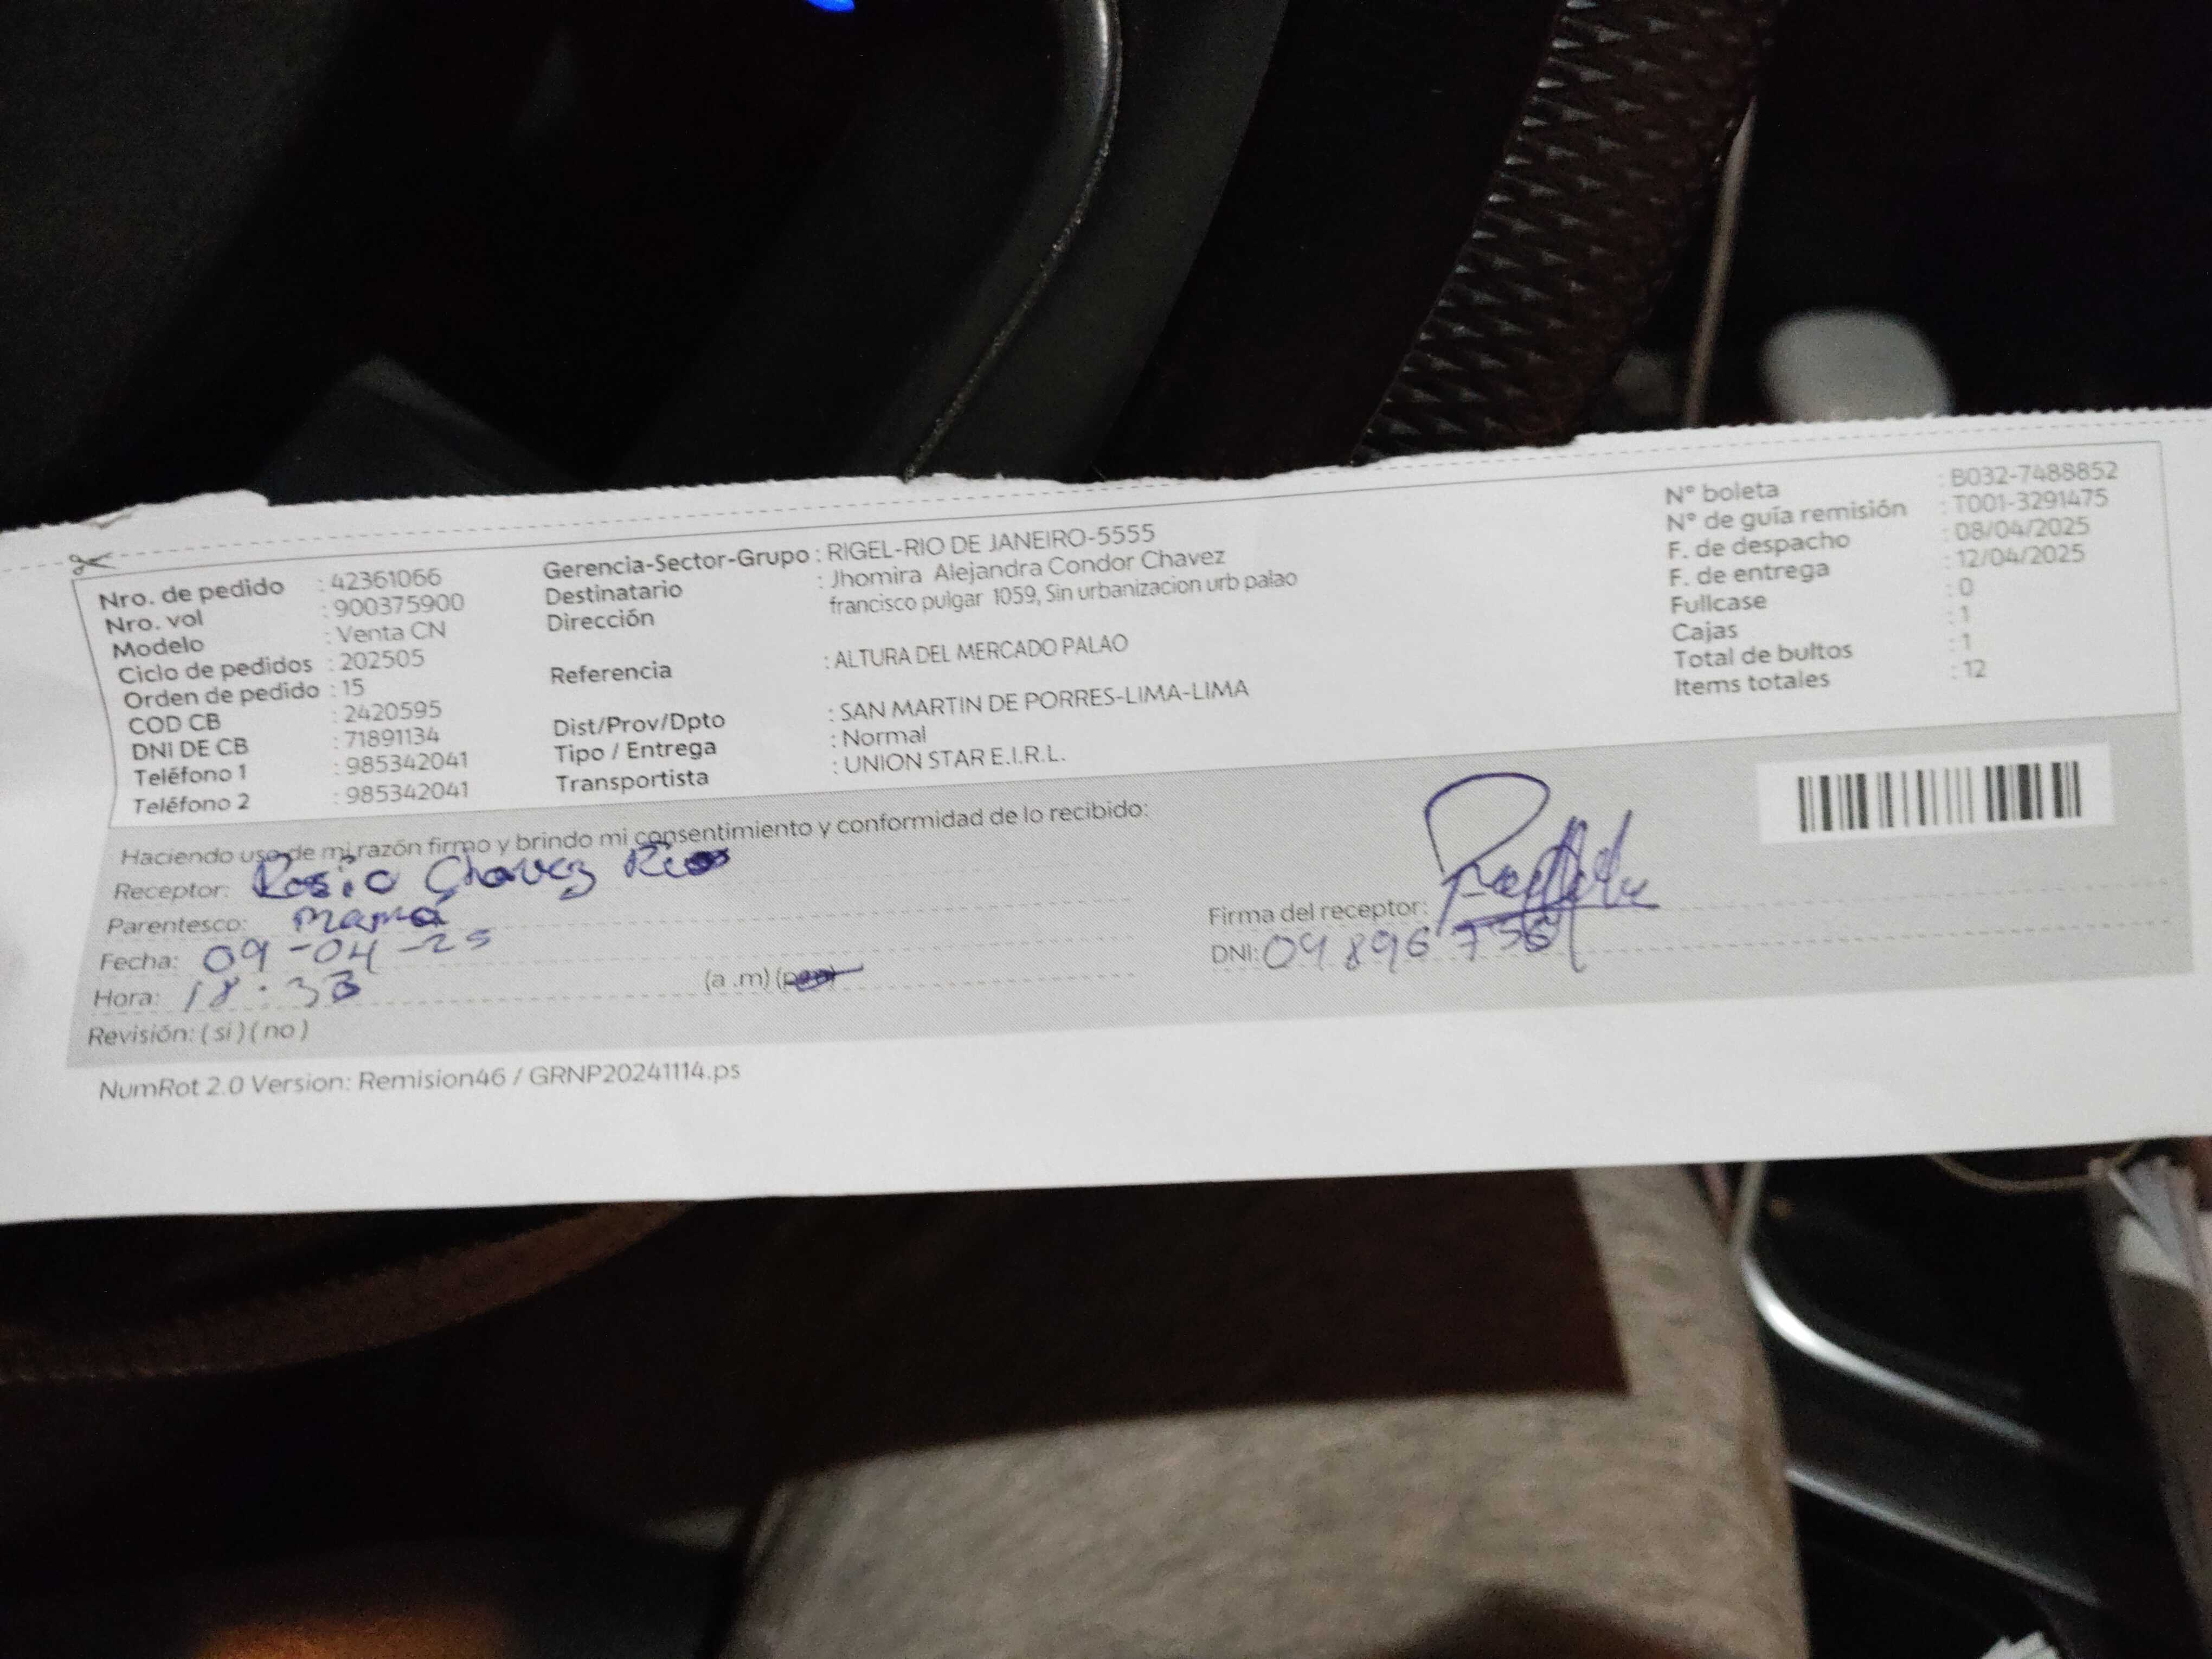 Nro. de pedido : 42361066
Nro. vol : 900375900
Modelo : Venta CN
Ciclo de pedidos : 202505
Orden de pedido : 15
COD CB : 2420595
DNI DE CB : 71891134
Teléfono 1 : 985342041
Teléfono 2 : 985342041
Gerencia-Sector-Grupo : RIGEL-RIO DE JANEIRO-5555
Destinatario : Jhomira Alejandra Condor Chavez
Dirección francisco pulgar 1059, Sin urbanizacion urb palao
Referencia : ALTURA DEL MERCADO PALAO
Dist/Prov/Dpto : SAN MARTIN DE PORRES-LIMA-LIMA
Tipo / Entrega : Normal
Transportista : UNION STAR E.I.R.L.
N° boleta : B032-7488852
N° de guía remisión : T001-3291475
F. de despacho : 08/04/2025
F. de entrega : 12/04/2025
Fullcase : 0
Cajas : 1
Total de bultos : 1
Items totales : 12
Haciendo uso de mi razón firmo y brindo mi consentimiento y conformidad de lo recibido:
Receptor: Rosio Chavez
Parentesco: mamá
Fecha: 09-04-25
Hora: 18:33 (a .m)
Revisión: ( si ) ( no )
Firma del receptor:
DNI:
NumRot 2.0 Version: Remision46 / GRNP20241114.ps